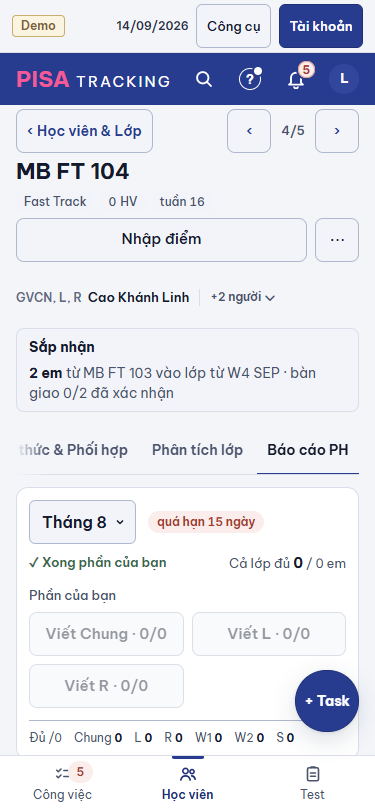 Demo 14/09/2026 Công cụ Tài khoản
PISA TRACKING ? 5 L
‹ Học viên & Lớp ‹ 4/5 ›
MB FT 104
Fast Track 0 HV tuần 16
Nhập điểm ...
GVCN, L, R Cao Khánh Linh +2 người
Sắp nhận
2 em từ MB FT 103 vào lớp từ W4 SEP · bàn
giao 0/2 đã xác nhận
thức & Phối hợp Phân tích lớp Báo cáo PH
Tháng 8 quá hạn 15 ngày
✓ Xong phần của bạn Cả lớp đủ 0 / 0 em
Phần của bạn
Viết Chung · 0/0 Viết L · 0/0
Viết R · 0/0
+ Task
Đủ /0 Chung 0 L 0 R 0 W1 0 W2 0 S 0
5
Công việc Học viên Test